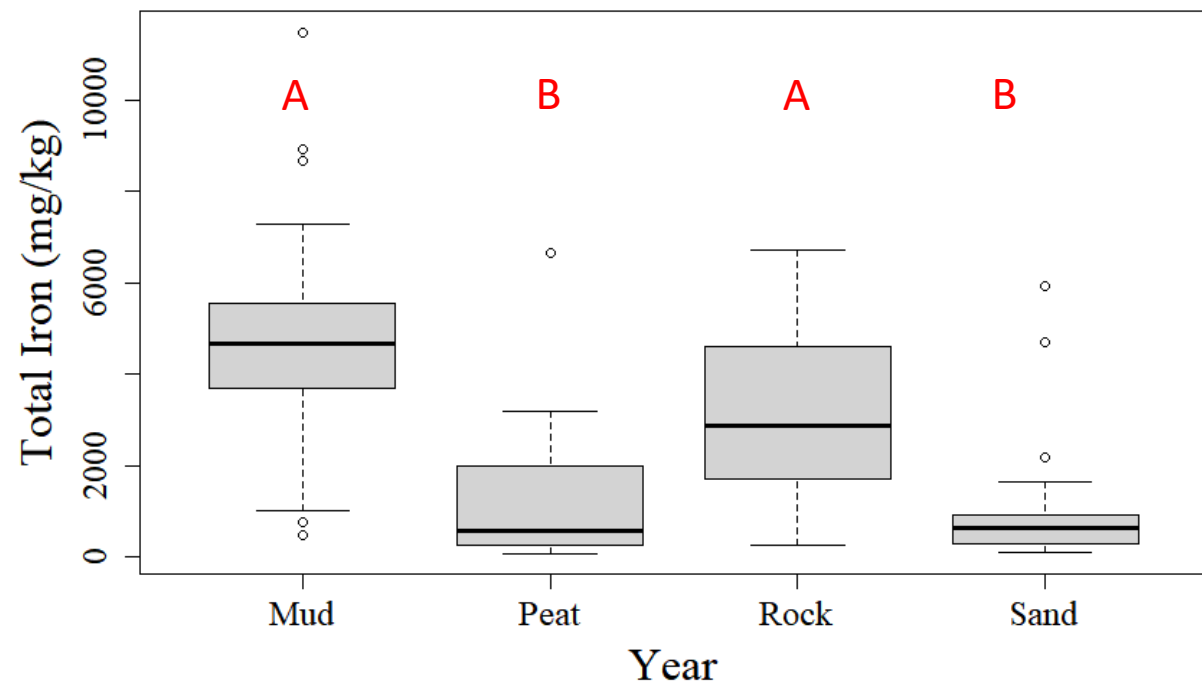 Total Iron (mg/kg)
10000
6000
2000
0
A B A B
Mud Peat Rock Sand
Year